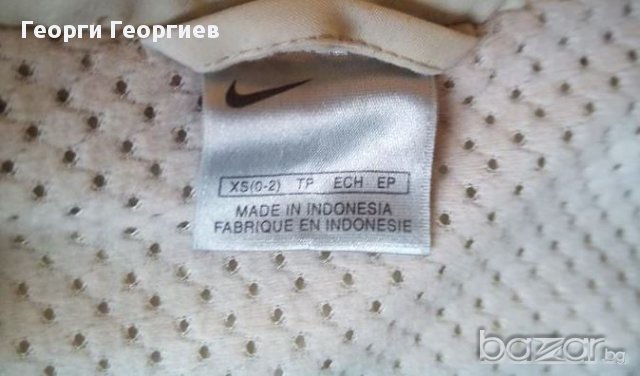 Георги Георгиев
XS(0-2) TP ECH EP
MADE IN INDONESIA
FABRIQUE EN INDONESIE
bazar.bg